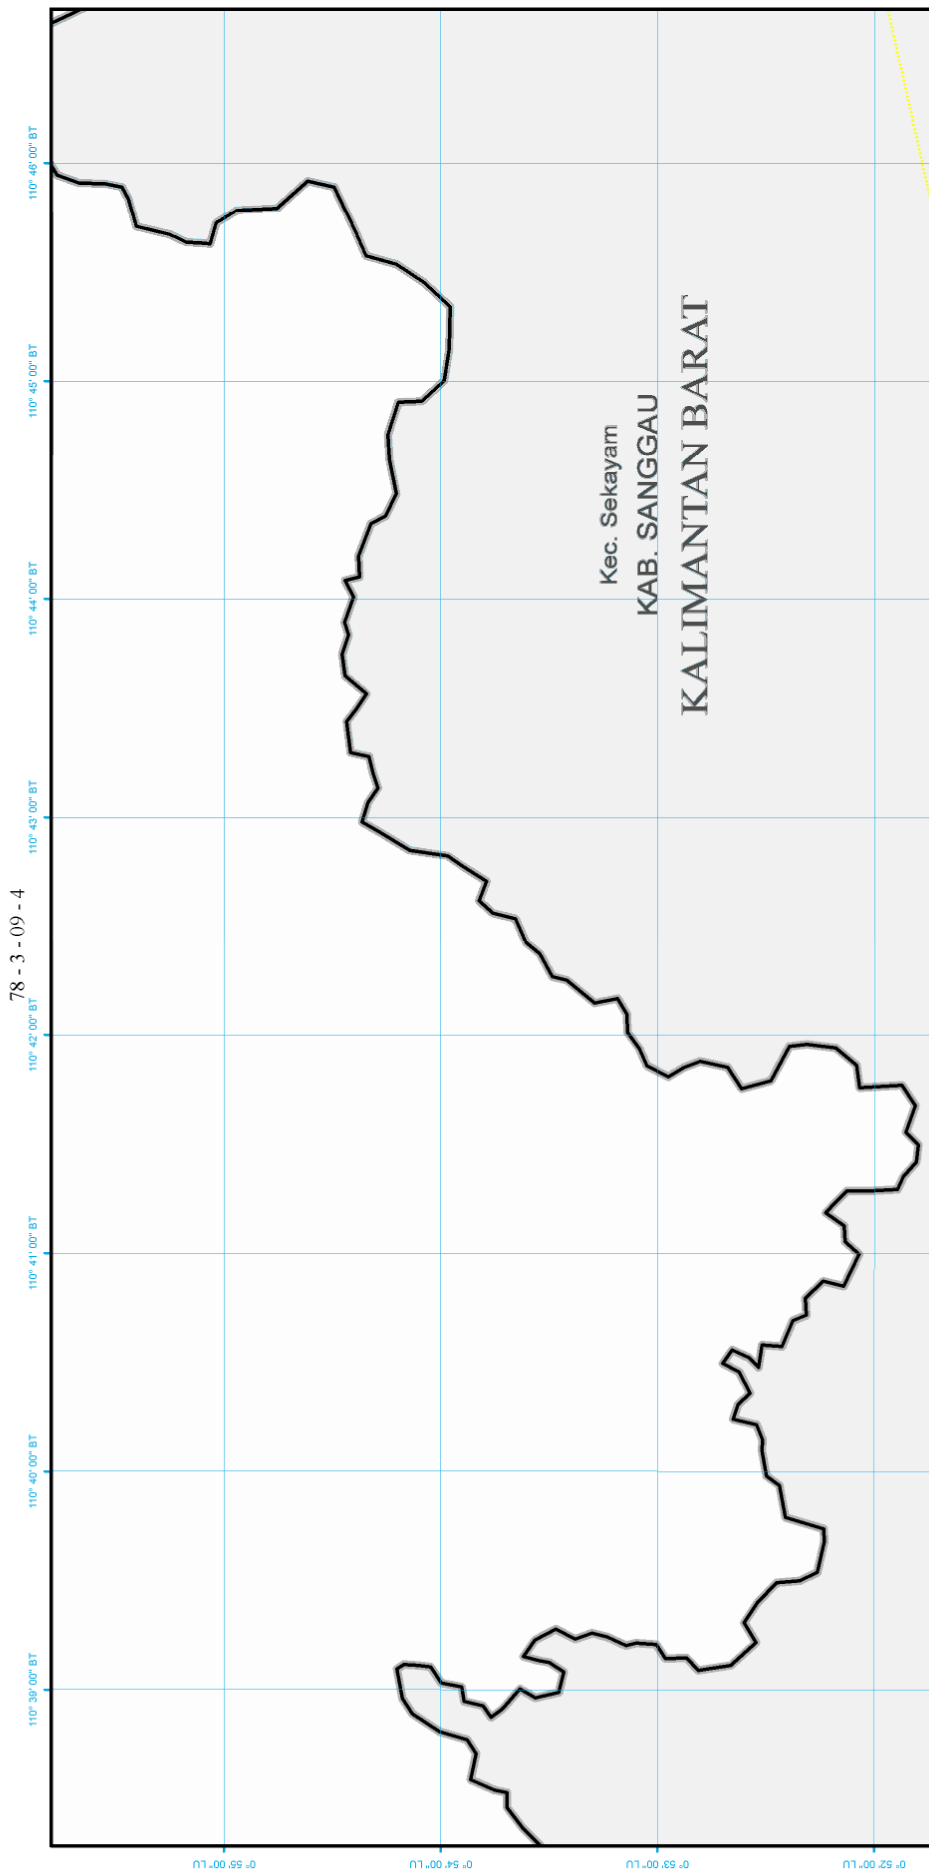 78 - 3 - 09 - 4
110° 39' 00" BT
110° 40' 00" BT
110° 41' 00" BT
110° 42' 00" BT
110° 43' 00" BT
110° 44' 00" BT
110° 45' 00" BT
110° 46' 00" BT
0° 55' 00" LU
0° 54' 00" LU
0° 53' 00" LU
0° 52' 00" LU
Kec. Sekayam
KAB. SANGGAU
KALIMANTAN BARAT